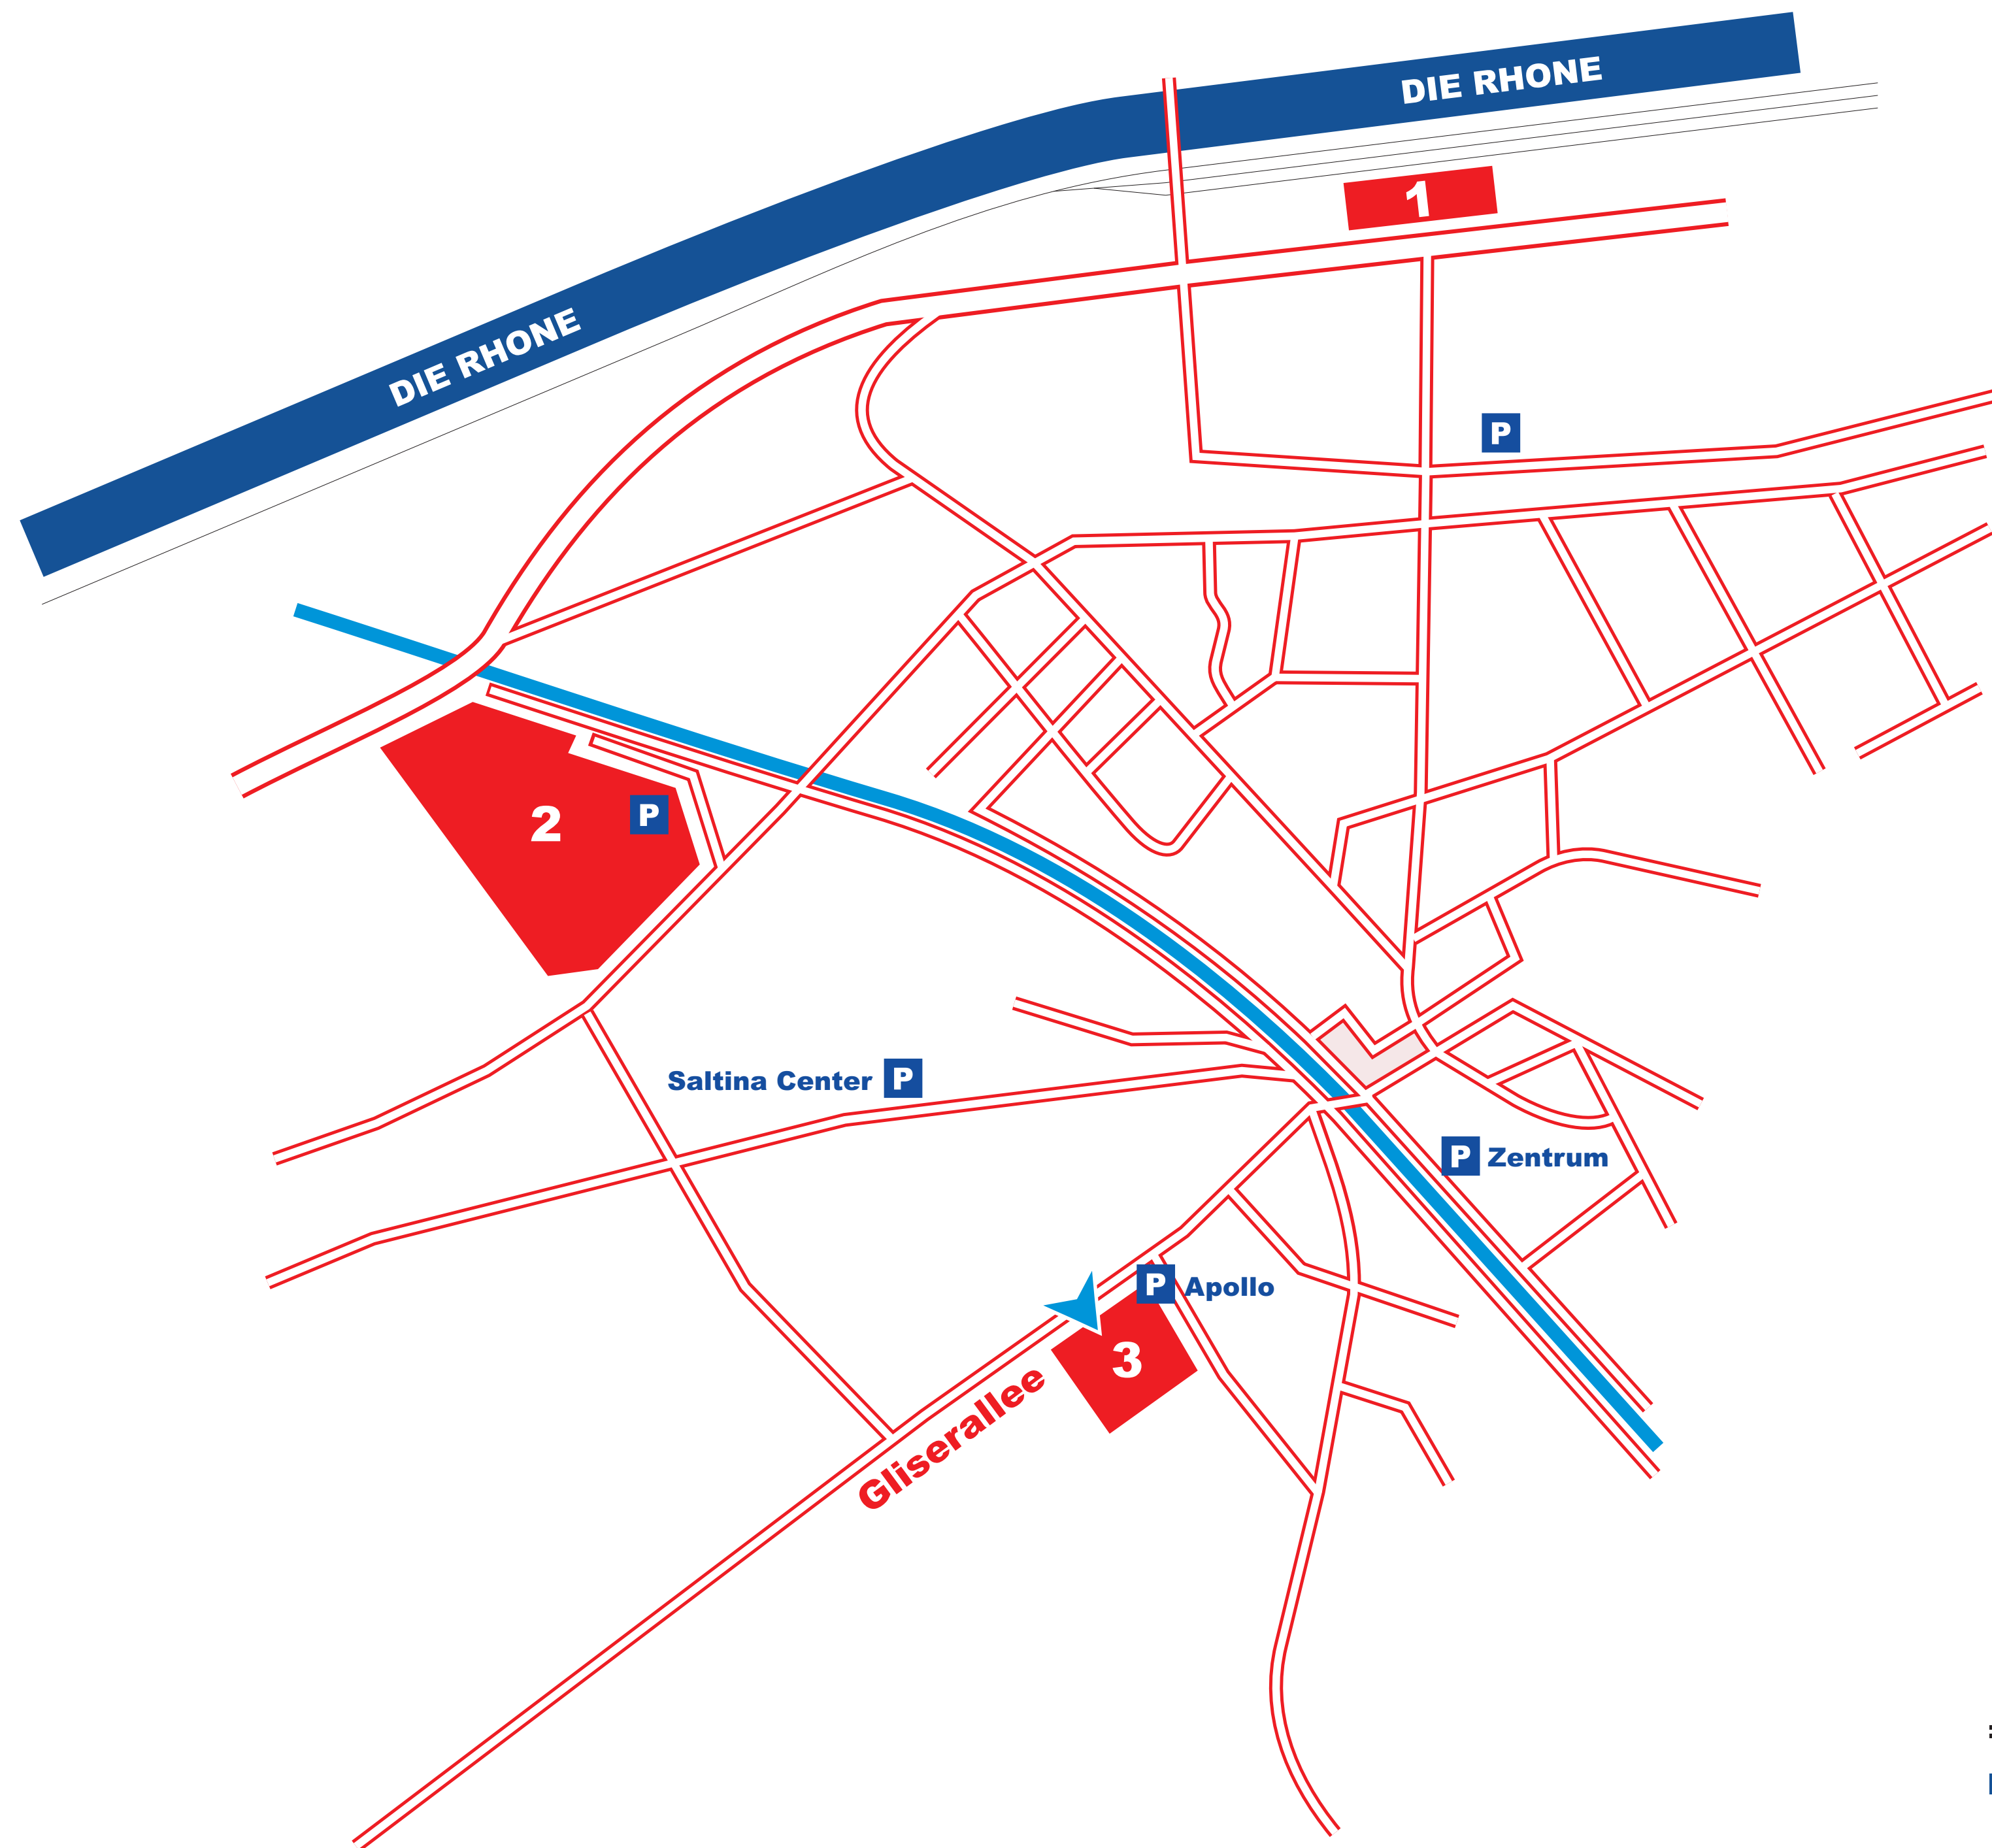 DIE RHONE
1
DIE RHONE
P
2
P
Saltina Center P
P Zentrum
P Apollo
3
Gliserallee